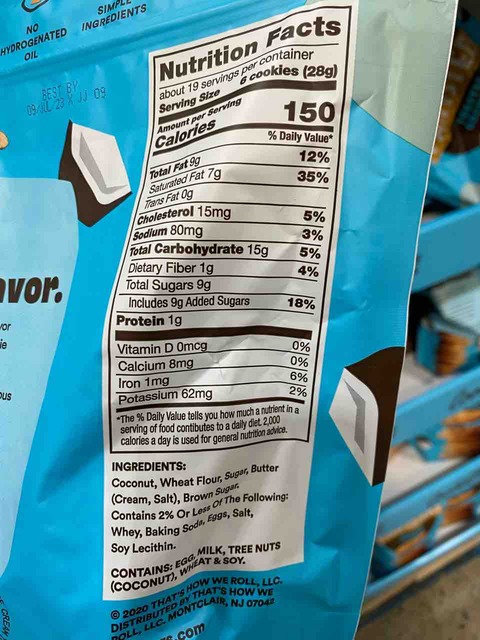 NO
HYDROGENATED
OIL
SIMPLE
INGREDIENTS
BEST BY
09 JUL 23 X JJ 09
avor.
Nutrition Facts
about 19 servings per container
Serving Size 6 cookies (28g)
Amount per Serving
Calories 150
% Daily Value*
Total Fat 9g 12%
Saturated Fat 7g 35%
Trans Fat 0g
Cholesterol 15mg 5%
Sodium 80mg 3%
Total Carbohydrate 15g 5%
Dietary Fiber 1g 4%
Total Sugars 9g
Includes 9g Added Sugars 18%
Protein 1g
Vitamin D 0mcg 0%
Calcium 8mg 0%
Iron 1mg 6%
Potassium 62mg 2%
*The % Daily Value tells you how much a nutrient in a
serving of food contibutes to a daily diet. 2,000
calories a day is used for general nutrition advice.
INGREDIENTS:
Coconut, Wheat Flour, Sugar, Butter
(Cream, Salt), Brown Sugar.
Contains 2% Or Less Of The Following:
Whey, Baking Soda, Eggs, Salt,
Soy Lecithin.
CONTAINS: EGG, MILK, TREE NUTS
(COCONUT), WHEAT & SOY.
© 2020 THAT'S HOW WE ROLL, LLC.
DISTRIBUTED BY THAT'S HOW WE
ROLL, LLC. MONTCLAIR, NJ 07042
.com